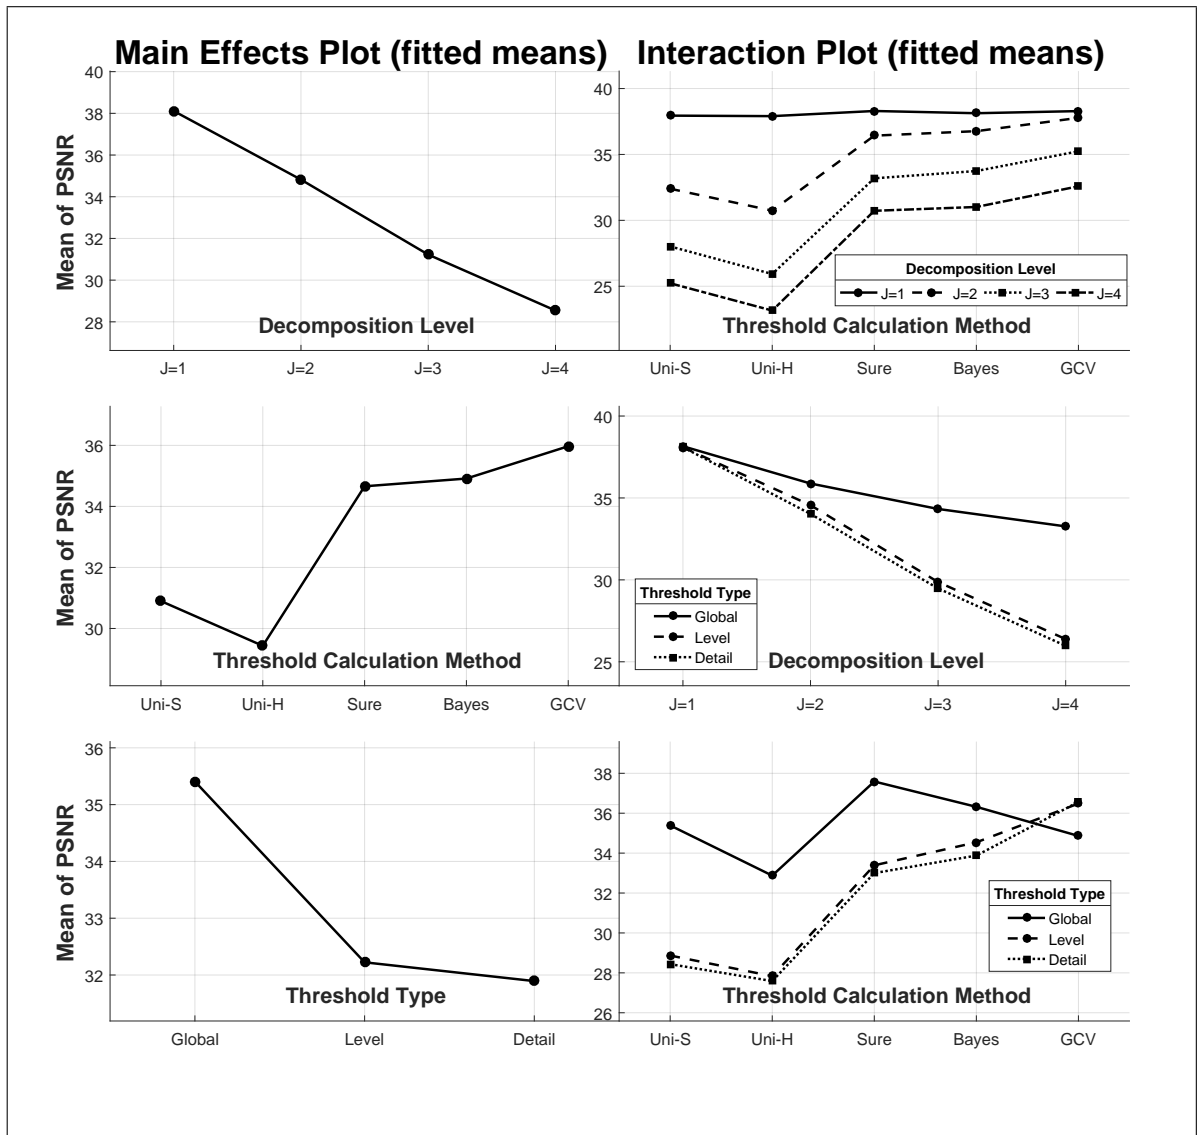 Main Effects Plot (fitted means)
Interaction Plot (fitted means)
Mean of PSNR
40
38
36
34
32
30
28
Decomposition Level
J=1 J=2 J=3 J=4
40
35
30
25
Decomposition Level
J=1 J=2 J=3 J=4
Threshold Calculation Method
Uni-S Uni-H Sure Bayes GCV
Mean of PSNR
36
34
32
30
Threshold Calculation Method
Uni-S Uni-H Sure Bayes GCV
40
35
30
25
Threshold Type
Global
Level
Detail
Decomposition Level
J=1 J=2 J=3 J=4
Mean of PSNR
36
35
34
33
32
Threshold Type
Global Level Detail
38
36
34
32
30
28
26
Threshold Type
Global
Level
Detail
Threshold Calculation Method
Uni-S Uni-H Sure Bayes GCV